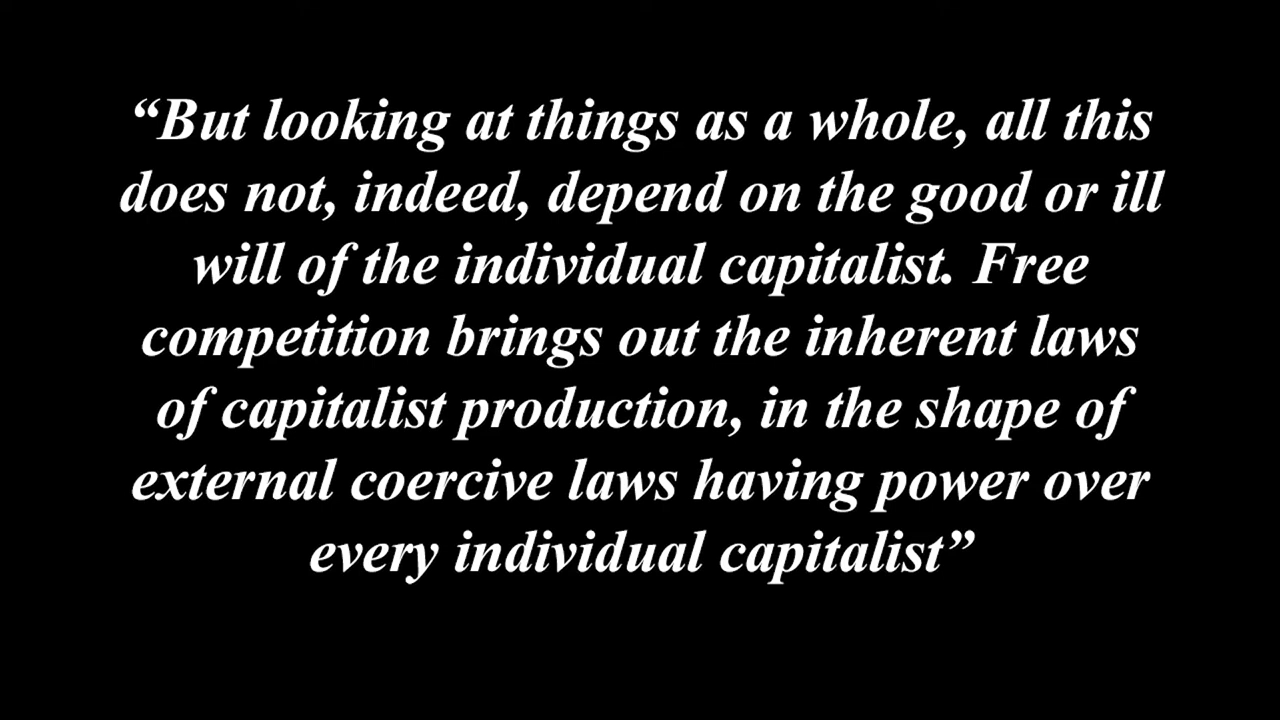 “But looking at things as a whole, all this
does not, indeed, depend on the good or ill
will of the individual capitalist. Free
competition brings out the inherent laws
of capitalist production, in the shape of
external coercive laws having power over
every individual capitalist”